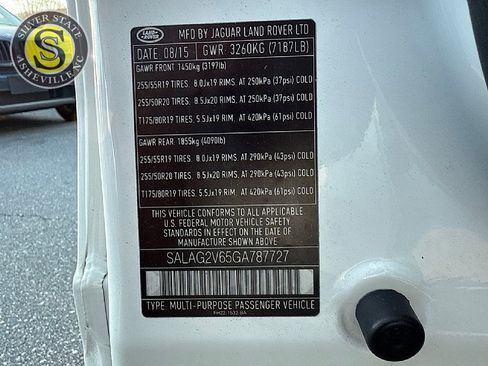 SILVER STATE
S
ASHEVILLE, NC
LAND ROVER
MFD BY JAGUAR LAND ROVER LTD
DATE: 08/15 GWR: 3260KG (7187LB)
GAWR FRONT: 1450kg (3197lb)
255/55R19 TIRES. 8.0Jx19 RIMS. AT 250kPa (37psi) COLD
255/50R20 TIRES. 8.5Jx20 RIMS. AT 250kPa (37psi) COLD
T175/80R19 TIRES. 5.5Jx19 RIM. AT 420kPa (61psi) COLD
GAWR REAR: 1855kg (4090lb)
255/55R19 TIRES. 8.0Jx19 RIMS. AT 290kPa (43psi) COLD
255/50R20 TIRES. 8.5Jx20 RIMS. AT 290kPa (43psi) COLD
T175/80R19 TIRES. 5.5Jx19 RIM. AT 420kPa (61psi) COLD
THIS VEHICLE CONFORMS TO ALL APPLICABLE
U.S. FEDERAL MOTOR VEHICLE SAFETY
STANDARDS IN EFFECT ON THE DATE OF
MANUFACTURE SHOWN ABOVE.
SALAG2V65GA787727
TYPE: MULTI-PURPOSE PASSENGER VEHICLE
FH22-1532-BA